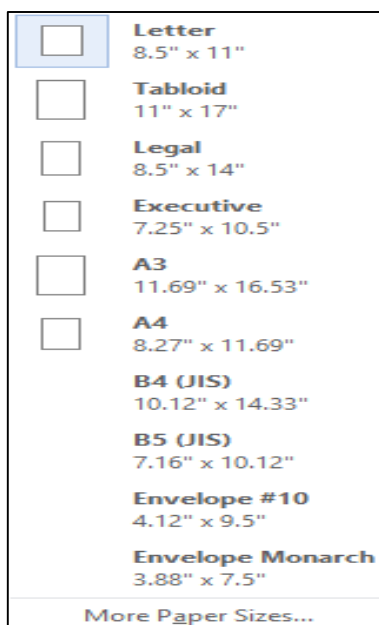 Letter
8.5" x 11"
Tabloid
11" x 17"
Legal
8.5" x 14"
Executive
7.25" x 10.5"
A3
11.69" x 16.53"
A4
8.27" x 11.69"
B4 (JIS)
10.12" x 14.33"
B5 (JIS)
7.16" x 10.12"
Envelope #10
4.12" x 9.5"
Envelope Monarch
3.88" x 7.5"
More Paper Sizes...